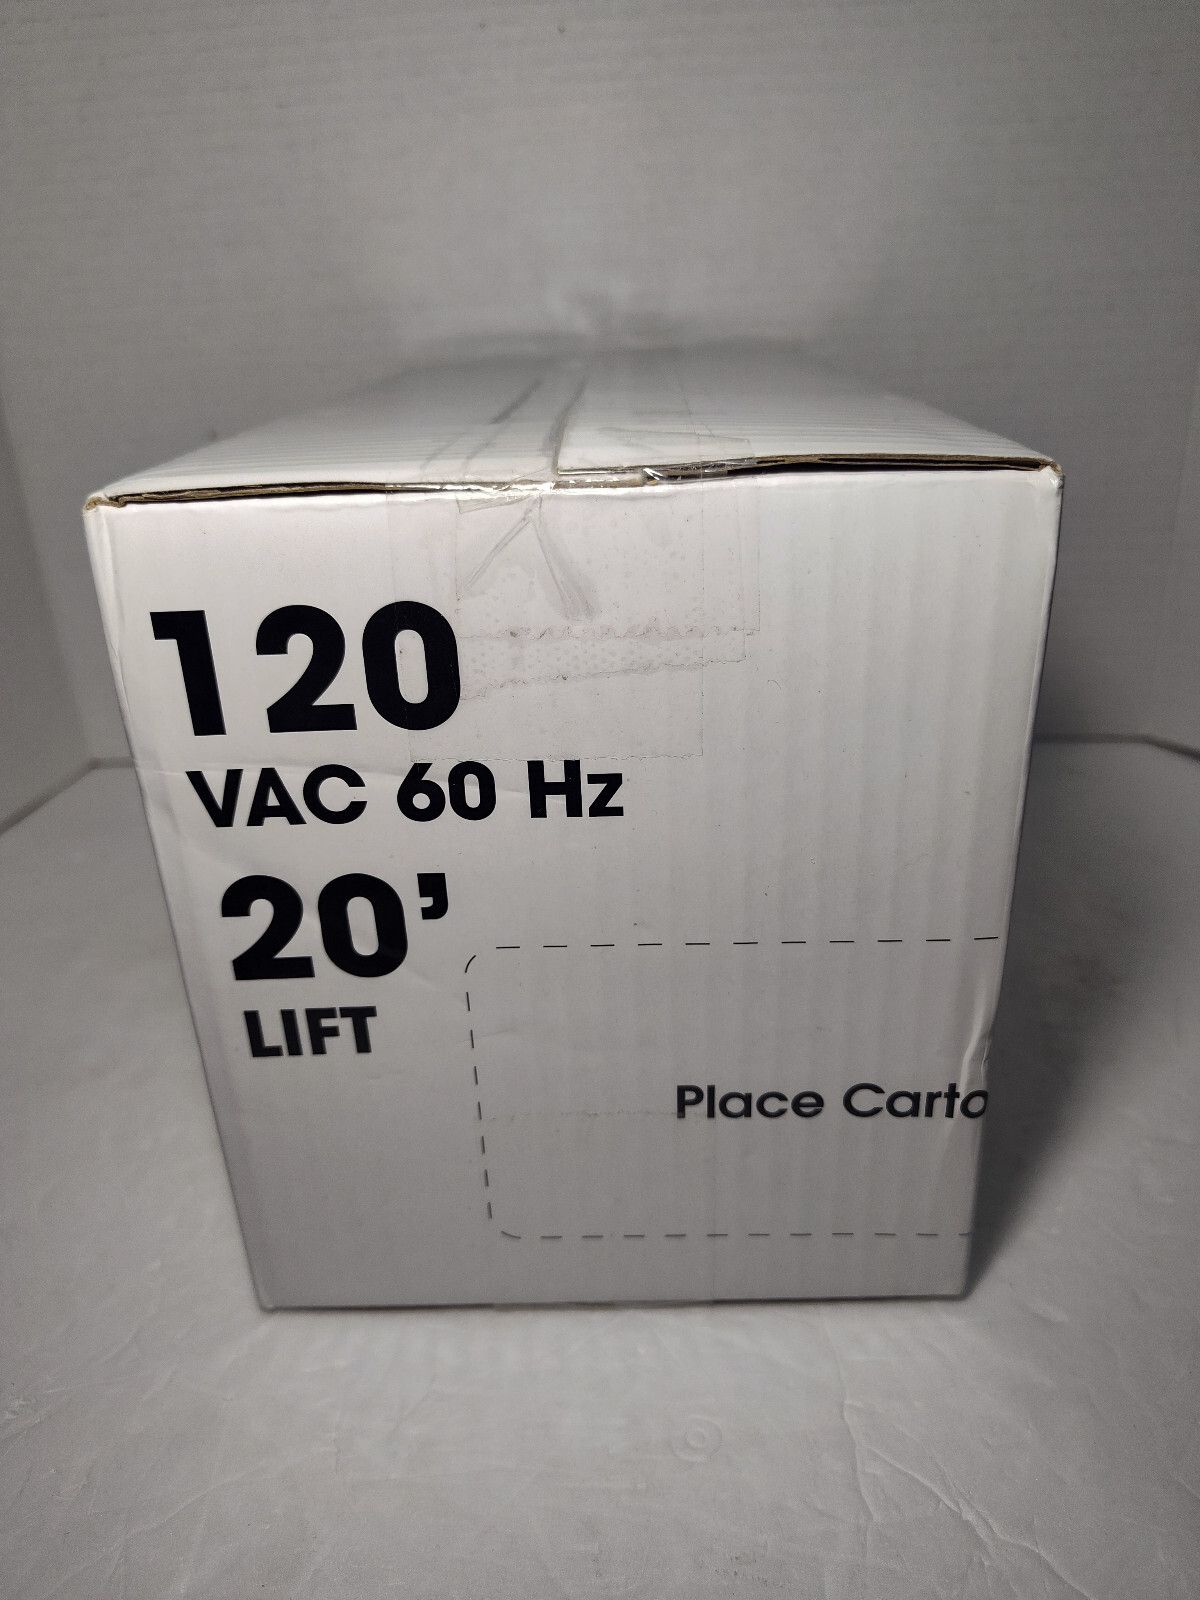 120
VAC 60 Hz
20’
LIFT
Place Carto